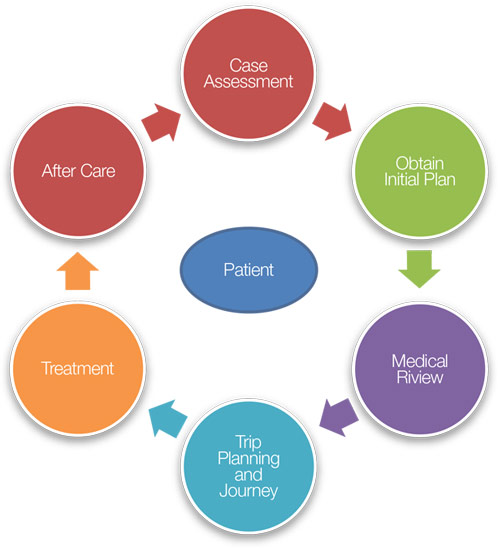 Case
Assessment
Obtain
Initial Plan
Medical
Riview
Trip
Planning
and
Journey
Treatment
After Care
Patient